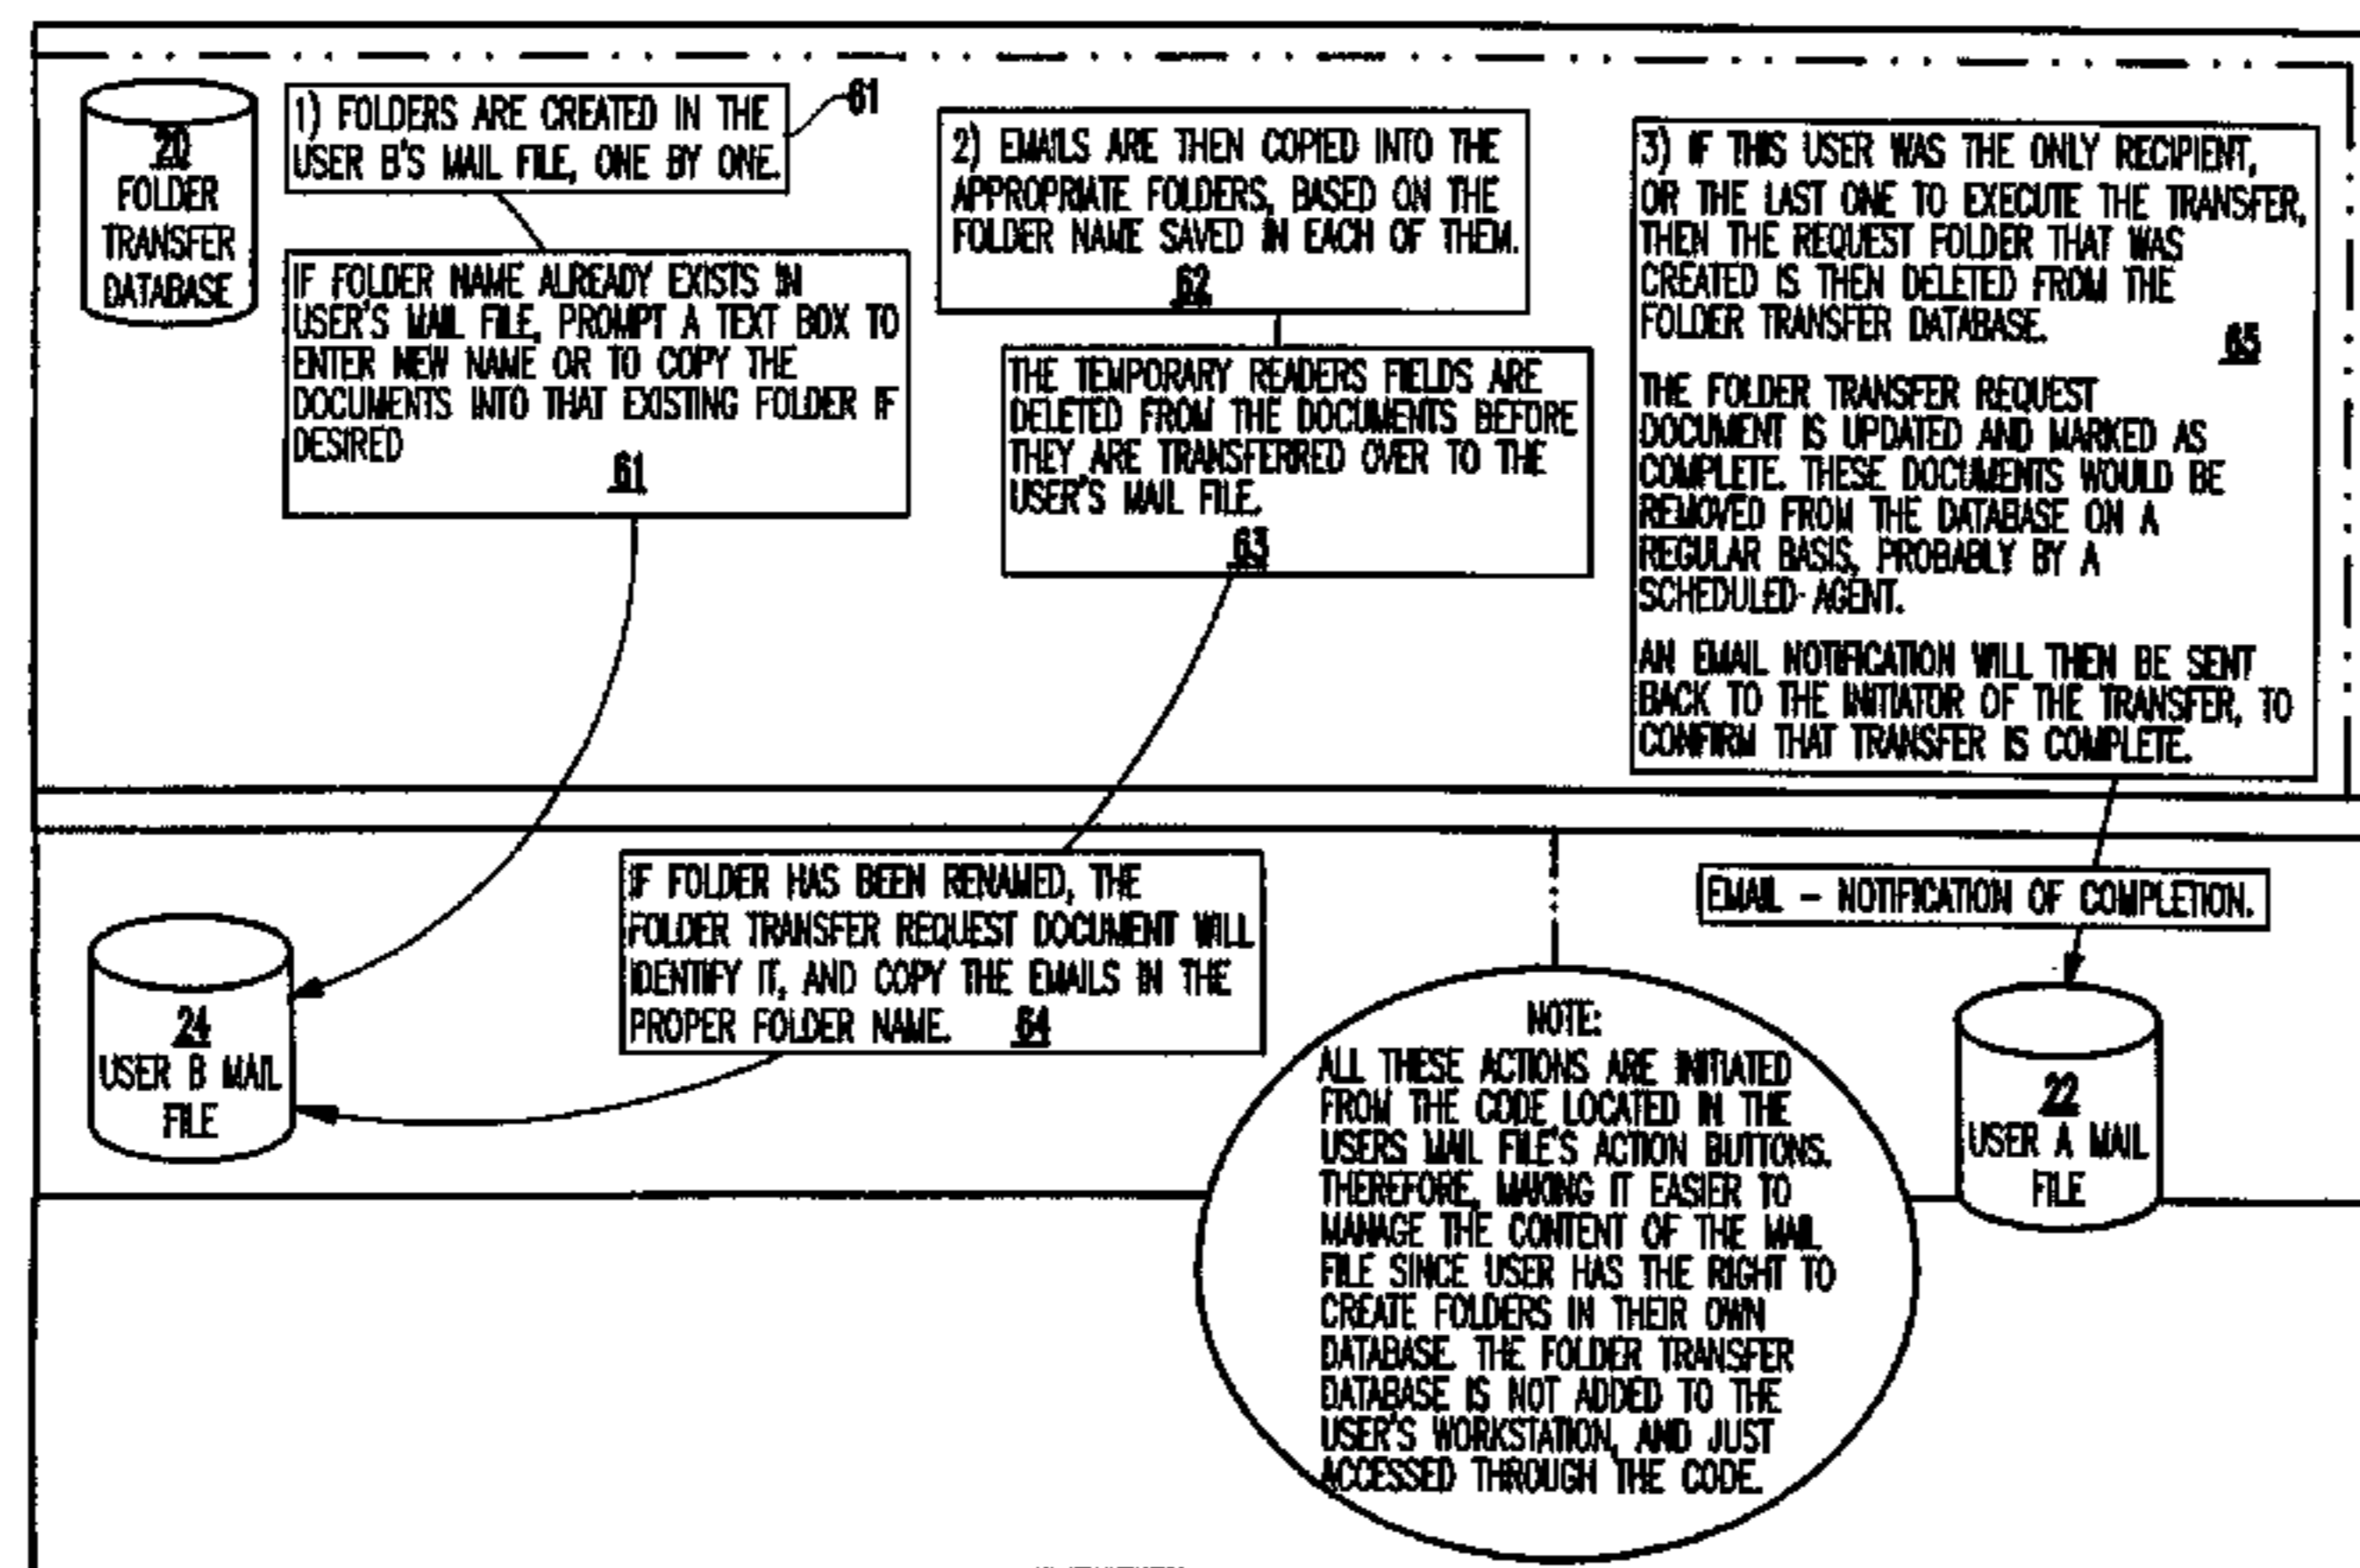 20
FOLDER
TRANSFER
DATABASE
1) FOLDERS ARE CREATED IN THE
USER B'S MAIL FILE, ONE BY ONE.
61
IF FOLDER NAME ALREADY EXISTS IN
USER'S MAIL FILE, PROMPT A TEXT BOX TO
ENTER NEW NAME OR TO COPY THE
DOCUMENTS INTO THAT EXISTING FOLDER IF
DESIRED
61
2) EMAILS ARE THEN COPIED INTO THE
APPROPRIATE FOLDERS, BASED ON THE
FOLDER NAME SAVED IN EACH OF THEM.
62
THE TEMPORARY READERS FIELDS ARE
DELETED FROM THE DOCUMENTS BEFORE
THEY ARE TRANSFERRED OVER TO THE
USER'S MAIL FILE.
63
3) IF THIS USER WAS THE ONLY RECIPIENT,
OR THE LAST ONE TO EXECUTE THE TRANSFER,
THEN THE REQUEST FOLDER THAT WAS
CREATED IS THEN DELETED FROM THE
FOLDER TRANSFER DATABASE.
65
THE FOLDER TRANSFER REQUEST
DOCUMENT IS UPDATED AND MARKED AS
COMPLETE. THESE DOCUMENTS WOULD BE
REMOVED FROM THE DATABASE ON A
REGULAR BASIS, PROBABLY BY A
SCHEDULED AGENT.
AN EMAIL NOTIFICATION WILL THEN BE SENT
BACK TO THE INITIATOR OF THE TRANSFER, TO
CONFIRM THAT TRANSFER IS COMPLETE.
24
USER B MAIL
FILE
IF FOLDER HAS BEEN RENAMED, THE
FOLDER TRANSFER REQUEST DOCUMENT WILL
IDENTIFY IT, AND COPY THE EMAILS IN THE
PROPER FOLDER NAME. 64
EMAIL - NOTIFICATION OF COMPLETION.
NOTE:
ALL THESE ACTIONS ARE INITIATED
FROM THE CODE LOCATED IN THE
USERS MAIL FILE'S ACTION BUTTONS.
THEREFORE, MAKING IT EASIER TO
MANAGE THE CONTENT OF THE MAIL
FILE SINCE USER HAS THE RIGHT TO
CREATE FOLDERS IN THEIR OWN
DATABASE. THE FOLDER TRANSFER
DATABASE IS NOT ADDED TO THE
USER'S WORKSTATION, AND JUST
ACCESSED THROUGH THE CODE.
22
USER A MAIL
FILE